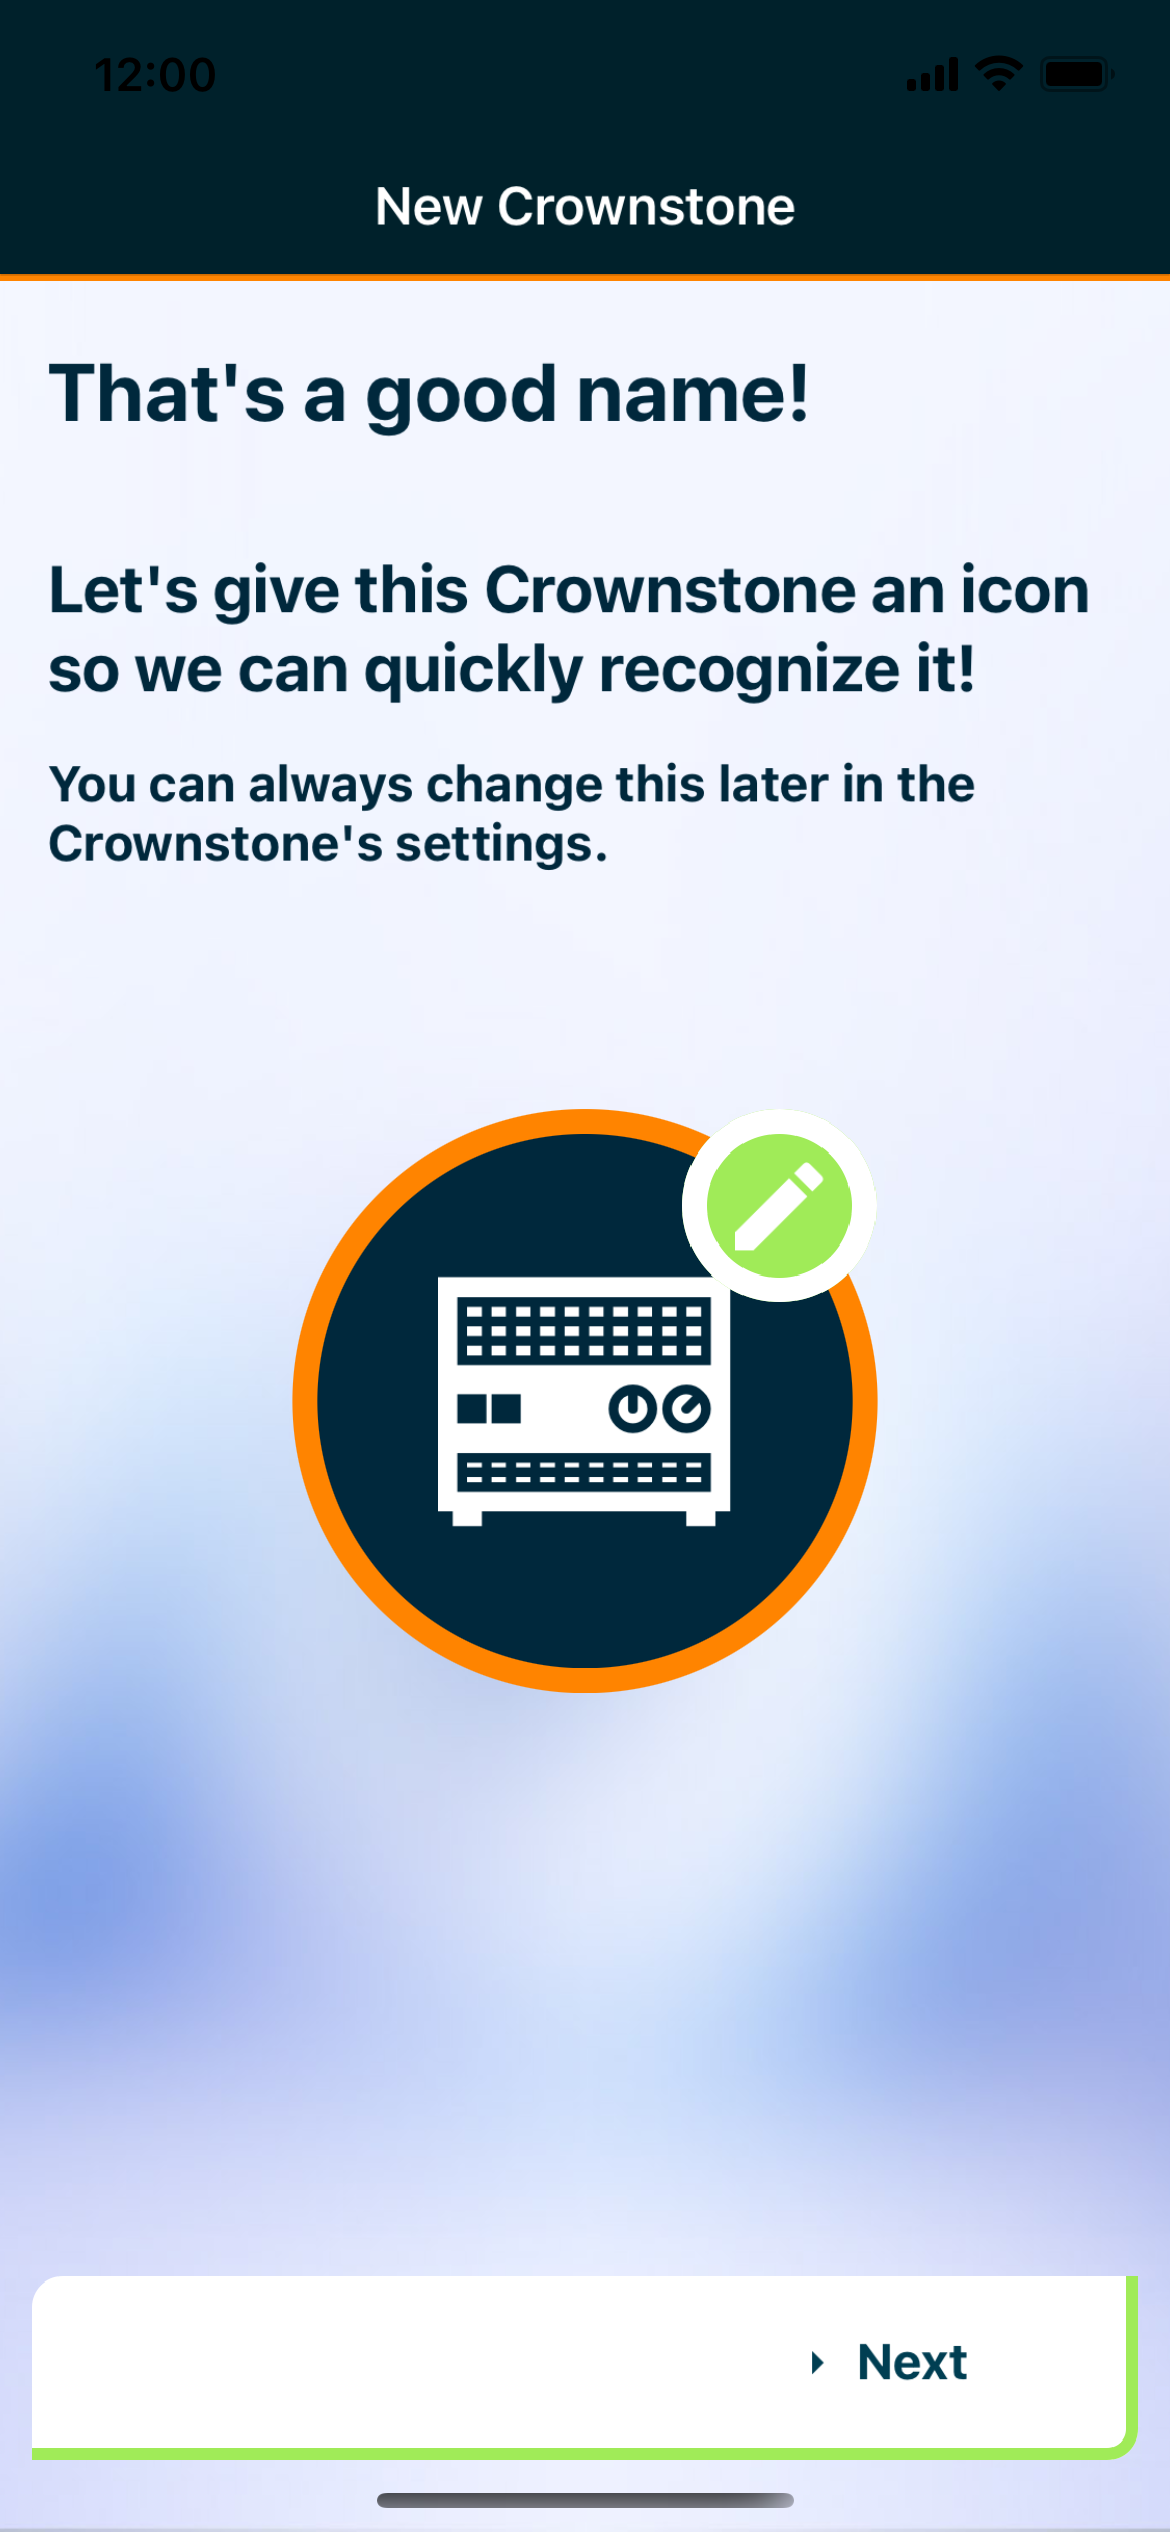 12:00
New Crownstone
That's a good name!
Let's give this Crownstone an icon
so we can quickly recognize it!
You can always change this later in the
Crownstone's settings.
Next